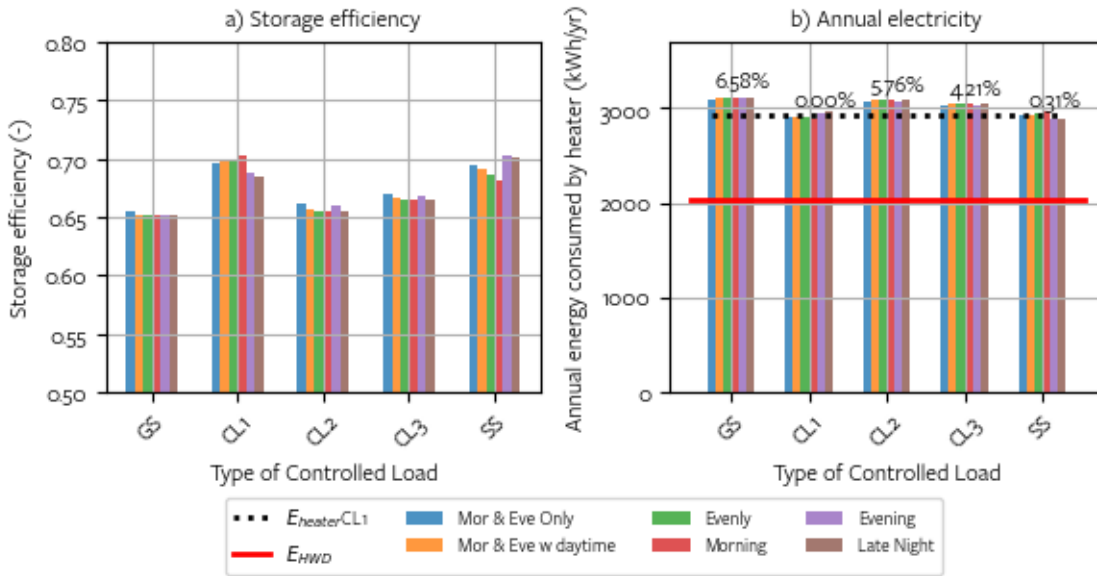 a) Storage efficiency
b) Annual electricity
Storage efficiency (-)
0.80
0.75
0.70
0.65
0.60
0.55
0.50
GS
CL1
CL2
CL3
SS
Type of Controlled Load
Annual energy consumed by heater (kWh/yr)
3000
2000
1000
0
6.58%
0.00%
5.76%
4.21%
0.31%
GS
CL1
CL2
CL3
SS
Type of Controlled Load
E_heater CL1
E_HWD
Mor & Eve Only
Mor & Eve w daytime
Evenly
Morning
Evening
Late Night